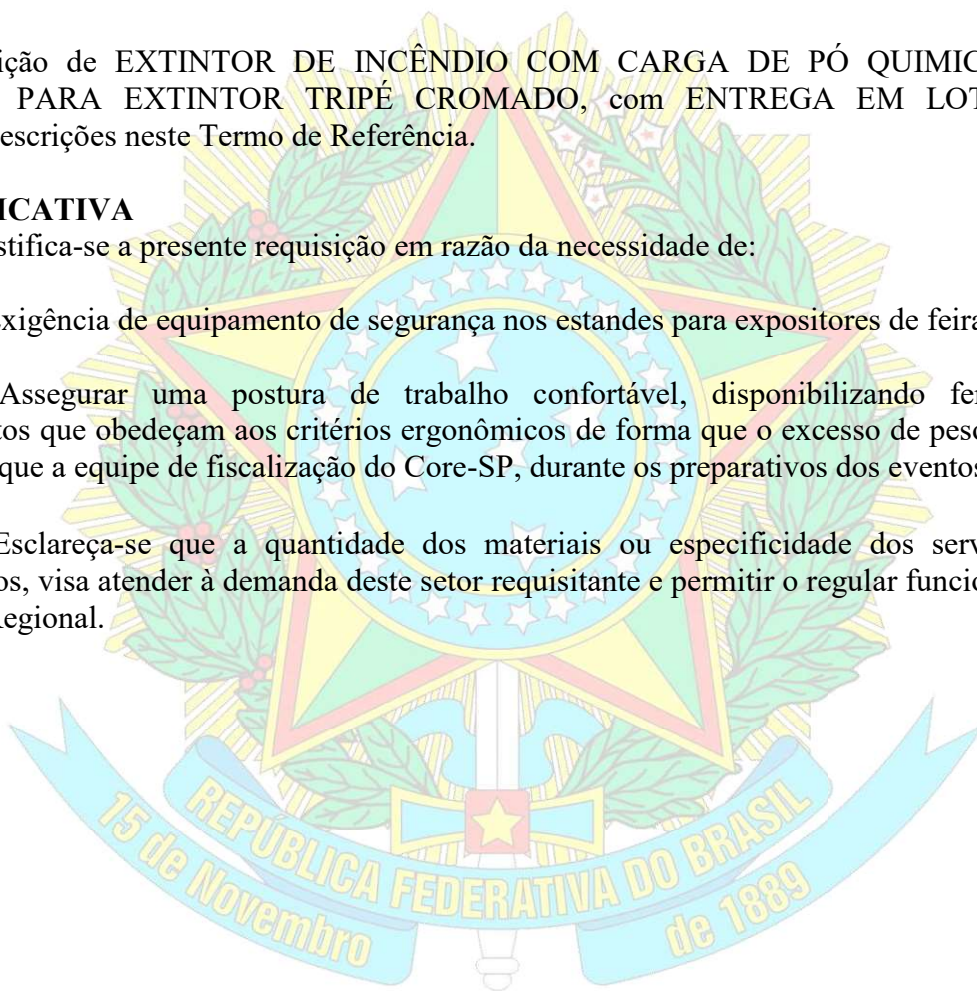 ição de EXTINTOR DE INCÊNDIO COM CARGA DE PÓ QUIMIC
PARA EXTINTOR TRIPÉ CROMADO, com ENTREGA EM LOT
escrições neste Termo de Referência.
ICATIVA
stifica-se a presente requisição em razão da necessidade de:
xigência de equipamento de segurança nos estandes para expositores de feira
Assegurar uma postura de trabalho confortável, disponibilizando fer
tos que obedeçam aos critérios ergonômicos de forma que o excesso de peso
que a equipe de fiscalização do Core-SP, durante os preparativos dos eventos
Esclareça-se que a quantidade dos materiais ou especificidade dos serv
os, visa atender à demanda deste setor requisitante e permitir o regular funcio
Regional.
REPÚBLICA FEDERATIVA DO BRASIL
15 de Novembro de 1889